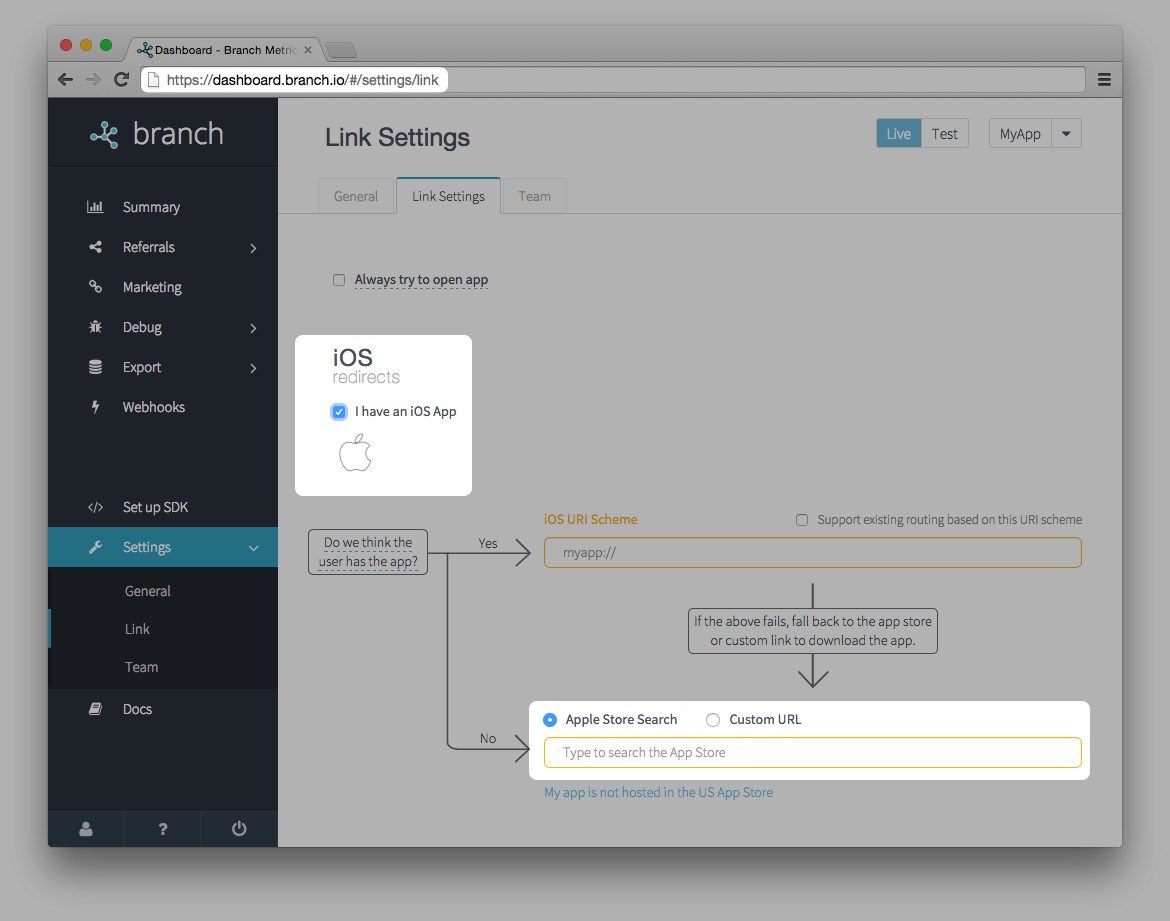 Dashboard - Branch Metric
https://dashboard.branch.io/#/settings/link
branch
Summary
Referrals
Marketing
Debug
Export
Webhooks
Set up SDK
Settings
General
Link
Team
Docs
?
Link Settings
Live
Test
MyApp
General
Link Settings
Team
Always try to open app
iOS
redirects
I have an iOS App
Do we think the
user has the app?
Yes
No
iOS URI Scheme
Support existing routing based on this URI scheme
myapp://
If the above fails, fall back to the app store
or custom link to download the app.
Apple Store Search
Custom URL
Type to search the App Store
My app is not hosted in the US App Store